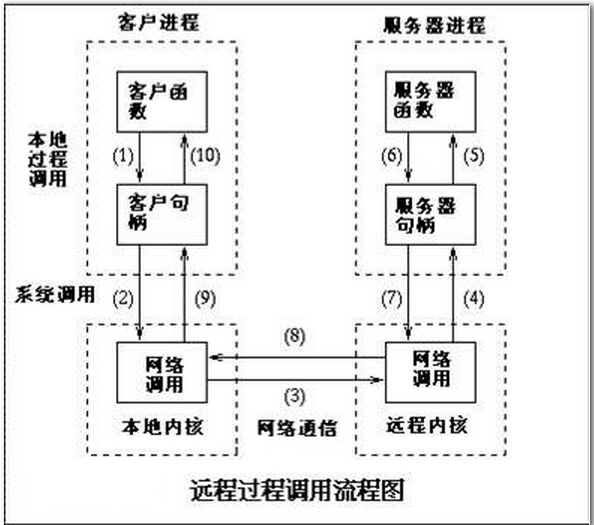 客户进程
服务器进程
客户函
数
服务器
函数
本地
过程
调用
(1)
(10)
(6)
(5)
客户句
柄
服务器
句柄
系统调用
(2)
(9)
(7)
(4)
(8)
网络
调用
网络
调用
(3)
本地内核
网络通信
远程内核
远程过程调用流程图